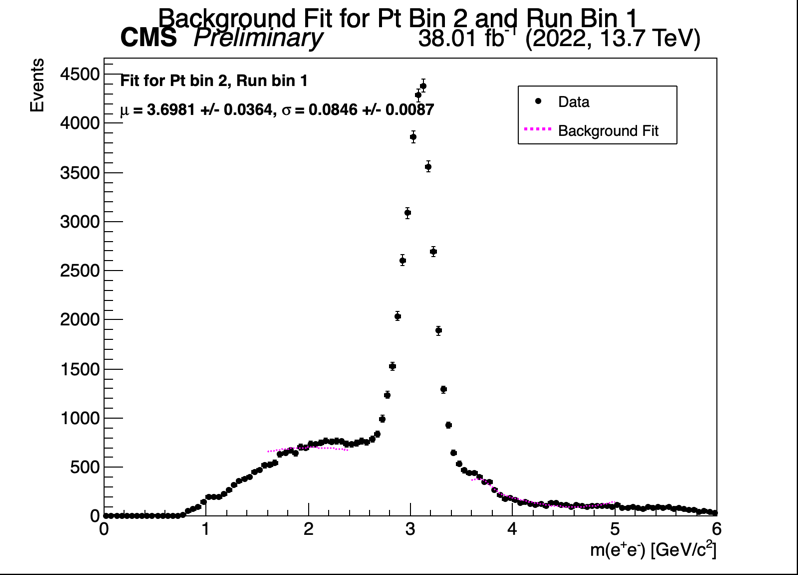 Background Fit for Pt Bin 2 and Run Bin 1
CMS Preliminary
38.01 fb⁻¹ (2022, 13.7 TeV)
Events
Fit for Pt bin 2, Run bin 1
μ = 3.6981 +/- 0.0364, σ = 0.0846 +/- 0.0087
Data
Background Fit
4500
4000
3500
3000
2500
2000
1500
1000
500
0
0 1 2 3 4 5 6
m(e⁺e⁻) [GeV/c²]